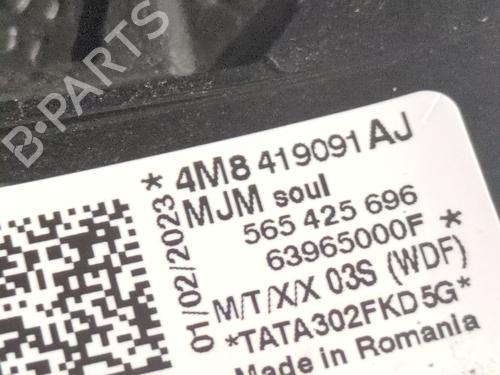 B-PARTS
*4M8 419091 AJ
MJM soul
565 425 696
63965000F *
01/02/2023
M/T/X/X 03S (WDF)
*TATA302FKD5G*
Made in Romania